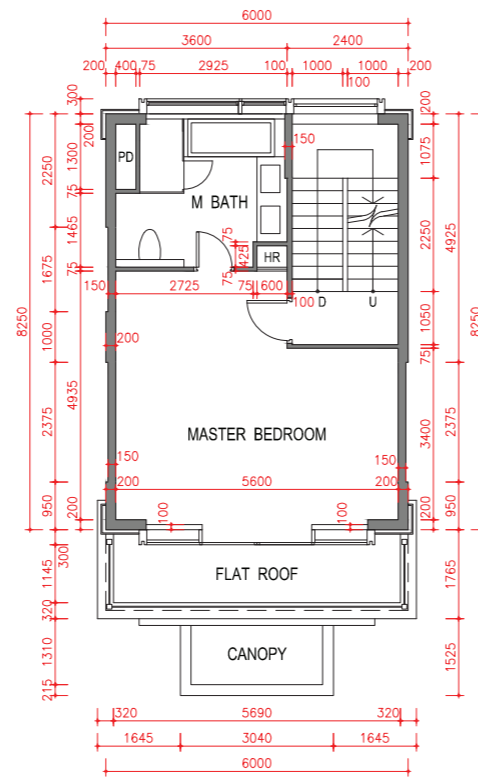 6000
3600 2400
200 400 75 2925 100 1000 1000 200
100
300 200
200
PD
150
1300 1075
2250
75
M BATH
1465 2250 4925
75
425
HR
1675
75 75
150 2725 75 600 100
D U
8250 8250
1000 1050
200
75
4935
2375 3400 2375
MASTER BEDROOM
150 150
200 5600 200
950 950
200 100 100 200
300
FLAT ROOF
1145 1765
320
CANOPY
1310 1525
215
320 5690 320
1645 3040 1645
6000